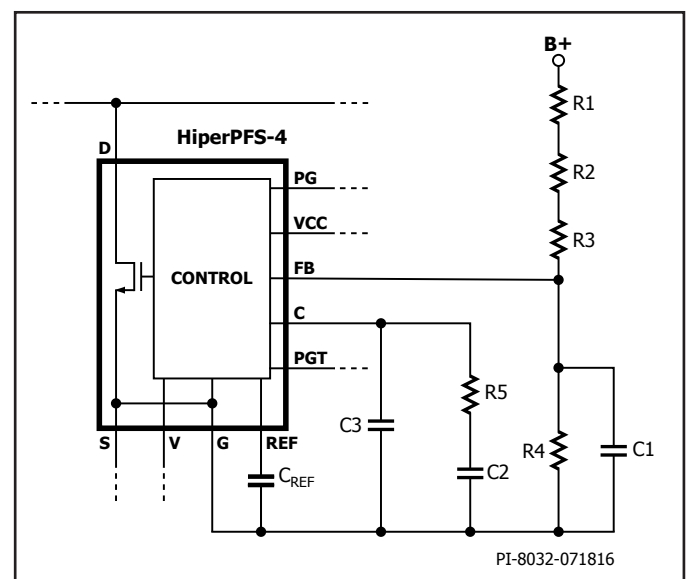 B+
R1
HiperPFS-4
D
PG
R2
VCC
R3
CONTROL
FB
C
PGT
R5
C3
R4
C1
S
V
G
REF
C2
CREF
PI-8032-071816